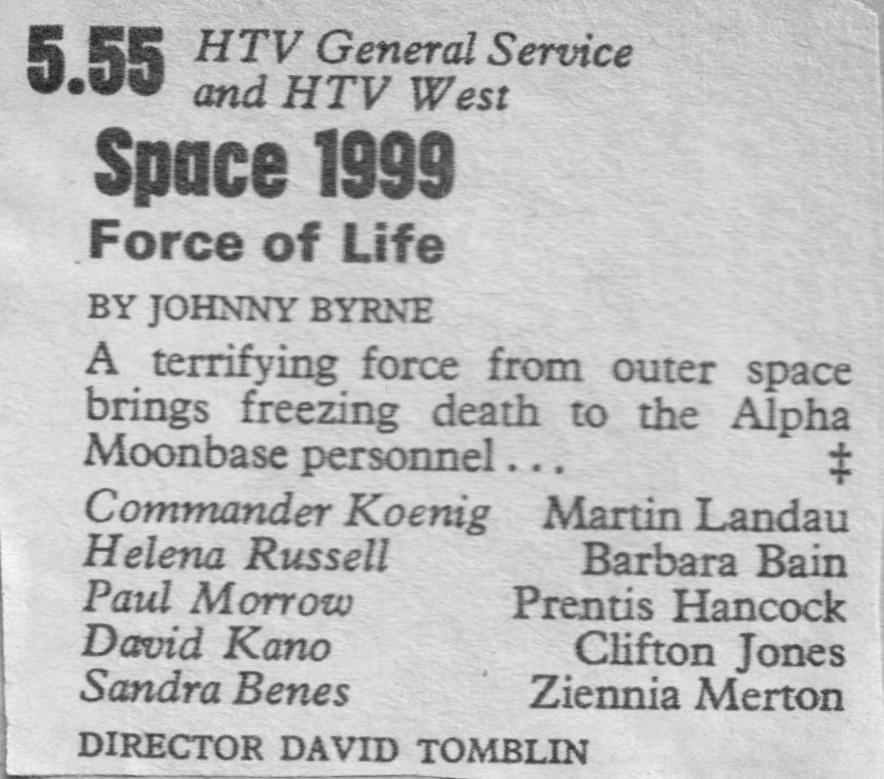 5.55 HTV General Service
and HTV West
Space 1999
Force of Life
BY JOHNNY BYRNE
A terrifying force from outer space
brings freezing death to the Alpha
Moonbase personnel . . . ‡
Commander Koenig Martin Landau
Helena Russell Barbara Bain
Paul Morrow Prentis Hancock
David Kano Clifton Jones
Sandra Benes Ziennia Merton
DIRECTOR DAVID TOMBLIN